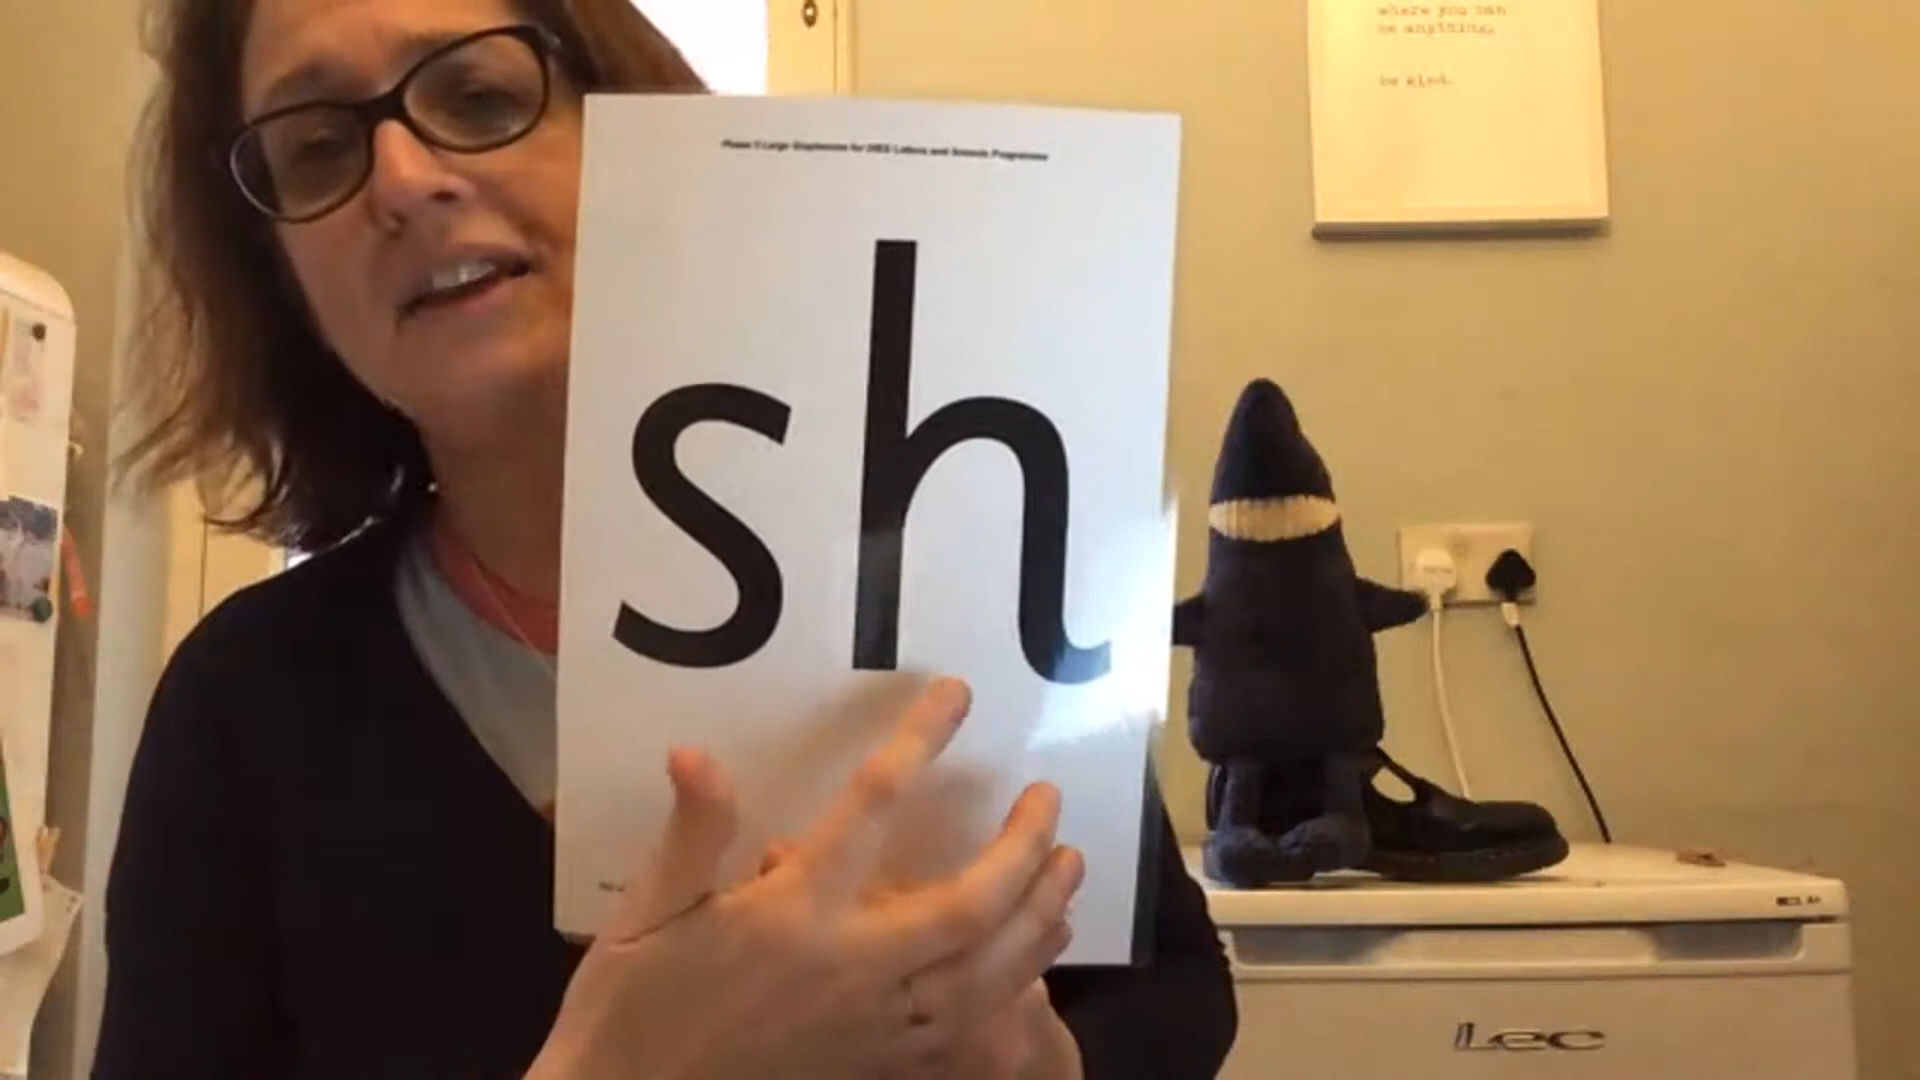 where you can
be anything,
be kind.
Phase 3 Large Graphemes for DfES Letters and Sounds Programme
sh
Lec